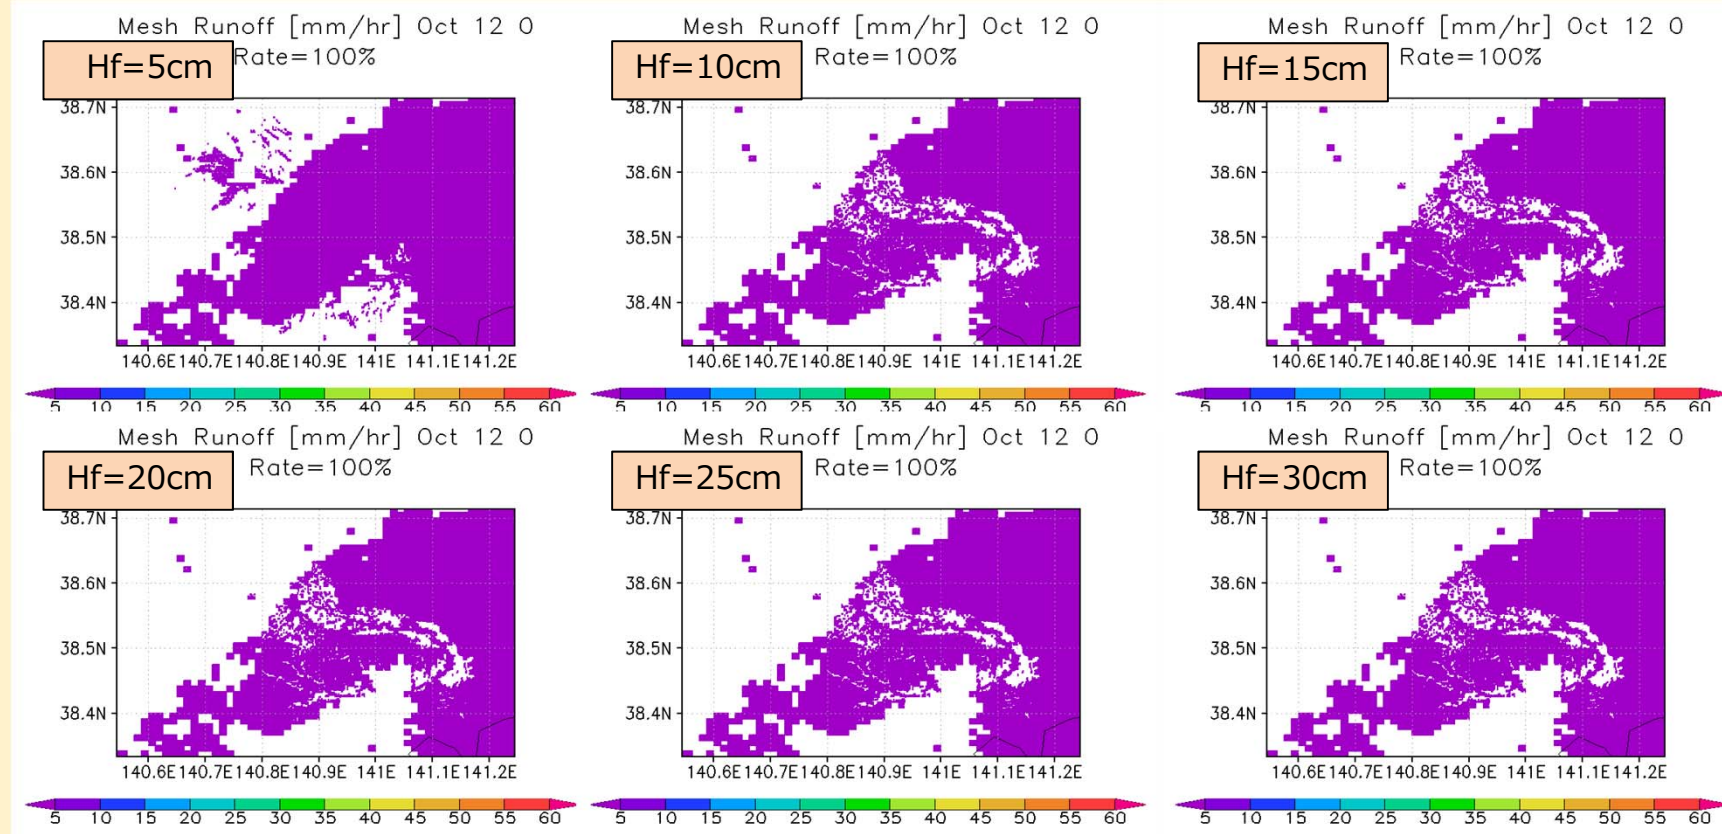 Mesh Runoff [mm/hr] Oct 12 0
Hf=5cm
Rate=100%
38.7N
38.6N
38.5N
38.4N
140.6E 140.7E 140.8E 140.9E 141E 141.1E 141.2E
5 10 15 20 25 30 35 40 45 50 55 60
Mesh Runoff [mm/hr] Oct 12 0
Hf=10cm
Rate=100%
38.7N
38.6N
38.5N
38.4N
140.6E 140.7E 140.8E 140.9E 141E 141.1E 141.2E
5 10 15 20 25 30 35 40 45 50 55 60
Mesh Runoff [mm/hr] Oct 12 0
Hf=15cm
Rate=100%
38.7N
38.6N
38.5N
38.4N
140.6E 140.7E 140.8E 140.9E 141E 141.1E 141.2E
5 10 15 20 25 30 35 40 45 50 55 60
Mesh Runoff [mm/hr] Oct 12 0
Hf=20cm
Rate=100%
38.7N
38.6N
38.5N
38.4N
140.6E 140.7E 140.8E 140.9E 141E 141.1E 141.2E
5 10 15 20 25 30 35 40 45 50 55 60
Mesh Runoff [mm/hr] Oct 12 0
Hf=25cm
Rate=100%
38.7N
38.6N
38.5N
38.4N
140.6E 140.7E 140.8E 140.9E 141E 141.1E 141.2E
5 10 15 20 25 30 35 40 45 50 55 60
Mesh Runoff [mm/hr] Oct 12 0
Hf=30cm
Rate=100%
38.7N
38.6N
38.5N
38.4N
140.6E 140.7E 140.8E 140.9E 141E 141.1E 141.2E
5 10 15 20 25 30 35 40 45 50 55 60